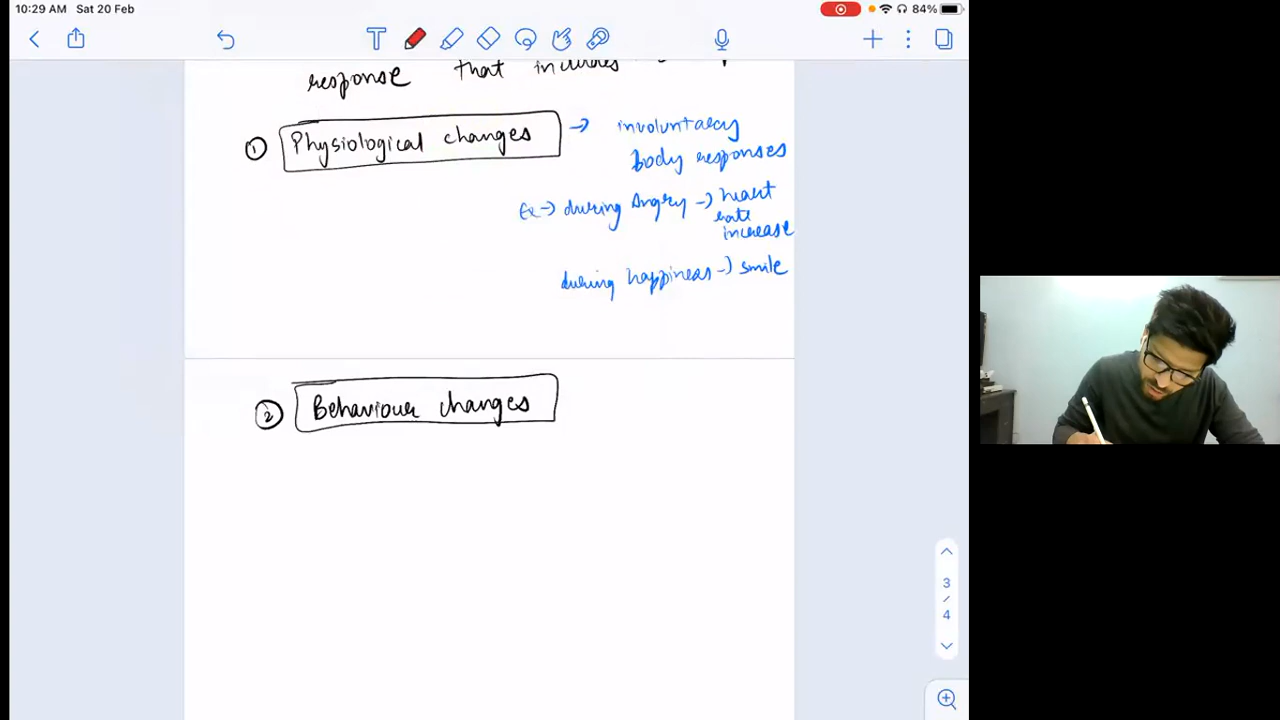 10:29 AM Sat 20 Feb
84%
response that includes
① Physiological changes → involuntary
body responses
Ex → during Angry → heart
rate
increase
during happiness → smile
② Behaviour changes
3
/
4